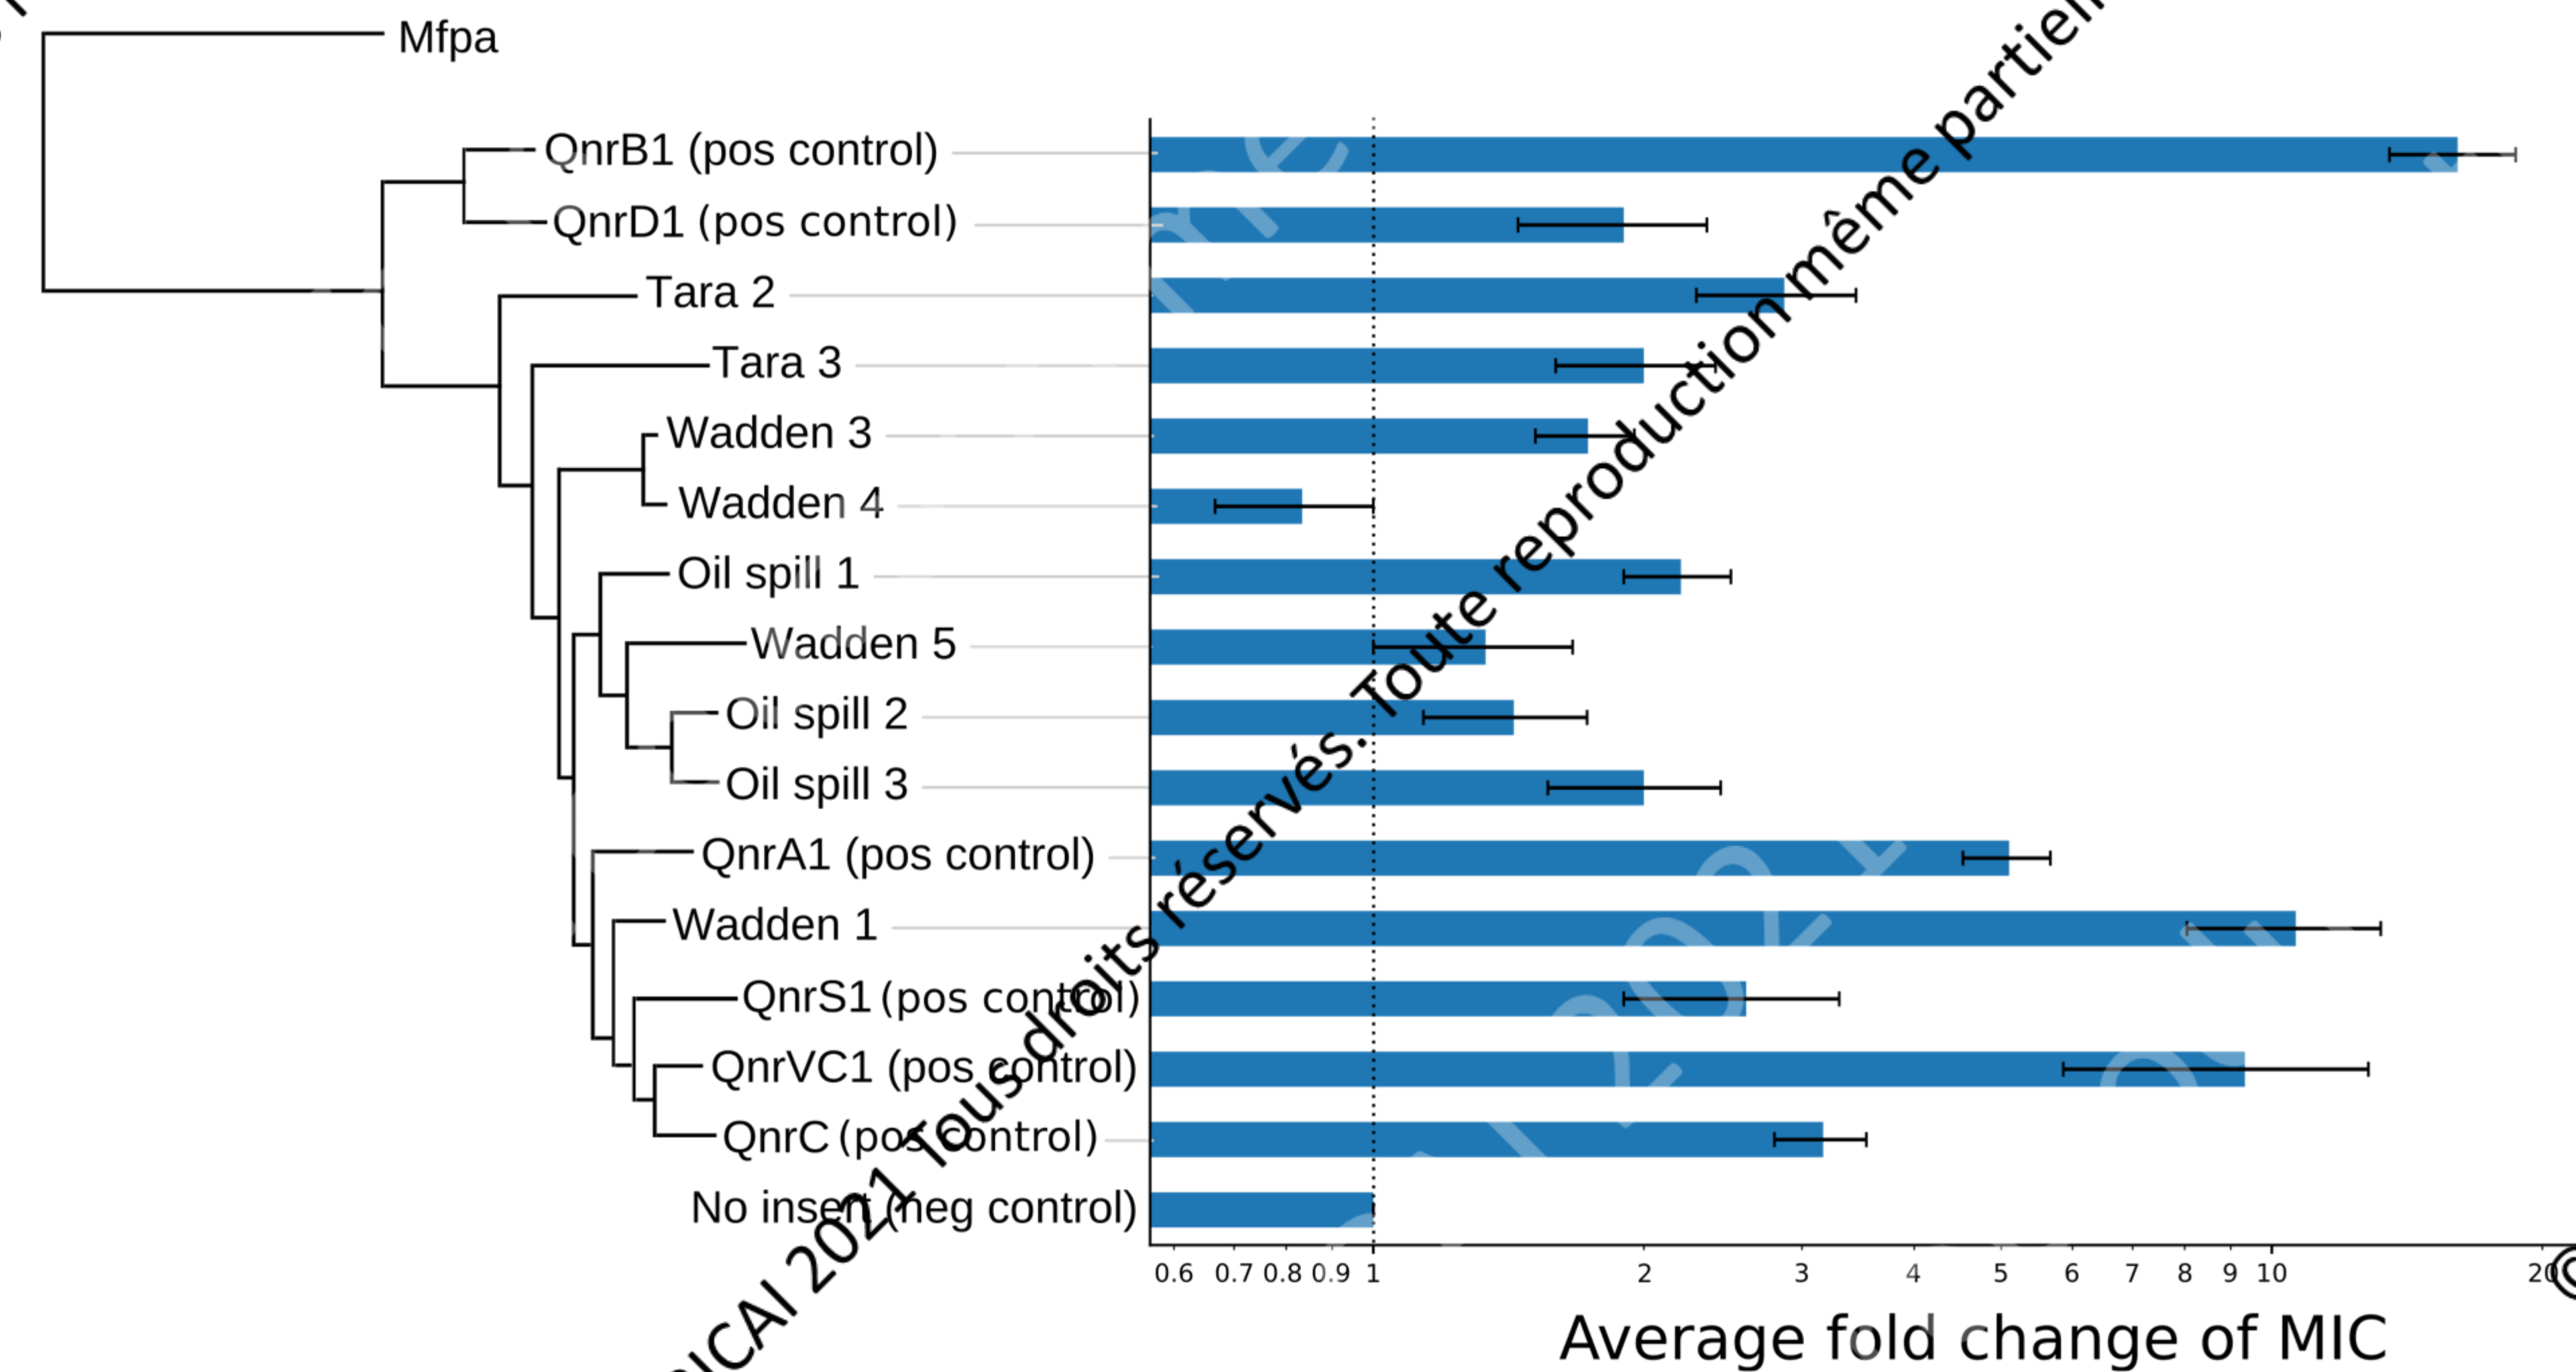 Mfpa
QnrB1 (pos control)
QnrD1 (pos control)
Tara 2
Tara 3
Wadden 3
Wadden 4
Oil spill 1
Wadden 5
Oil spill 2
Oil spill 3
QnrA1 (pos control)
Wadden 1
QnrS1 (pos control)
QnrVC1 (pos control)
QnrC (pos control)
No insert (neg control)
0.6 0.7 0.8 0.9 1 2 3 4 5 6 7 8 9 10 20
Average fold change of MIC
2021 Tous droits réservés. Toute reproduction même
©